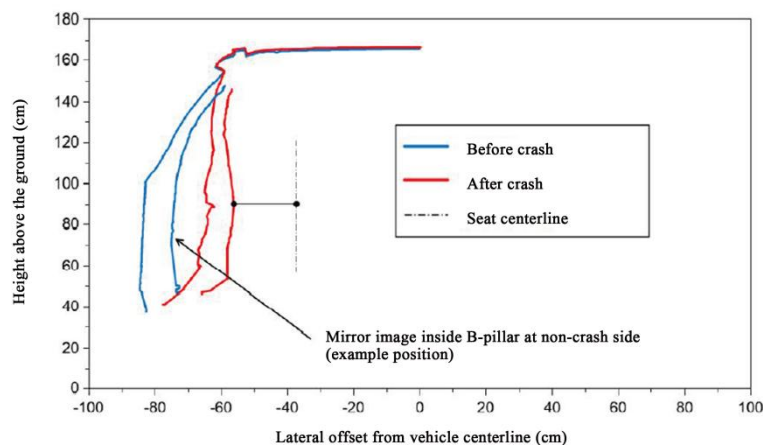 180
160
140
120
100
80
60
40
20
0
Height above the ground (cm)
Before crash
After crash
Seat centerline
Mirror image inside B-pillar at non-crash side
(example position)
-100 -80 -60 -40 -20 0 20 40 60 80 100
Lateral offset from vehicle centerline (cm)